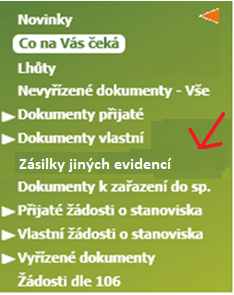 Novinky
Co na Vás čeká
Lhůty
Nevyřízené dokumenty - Vše
Dokumenty přijaté
Dokumenty vlastní
Zásilky jiných evidencí
Dokumenty k zařazení do sp.
Přijaté žádosti o stanoviska
Vlastní žádosti o stanoviska
Vyřízené dokumenty
Žádosti dle 106